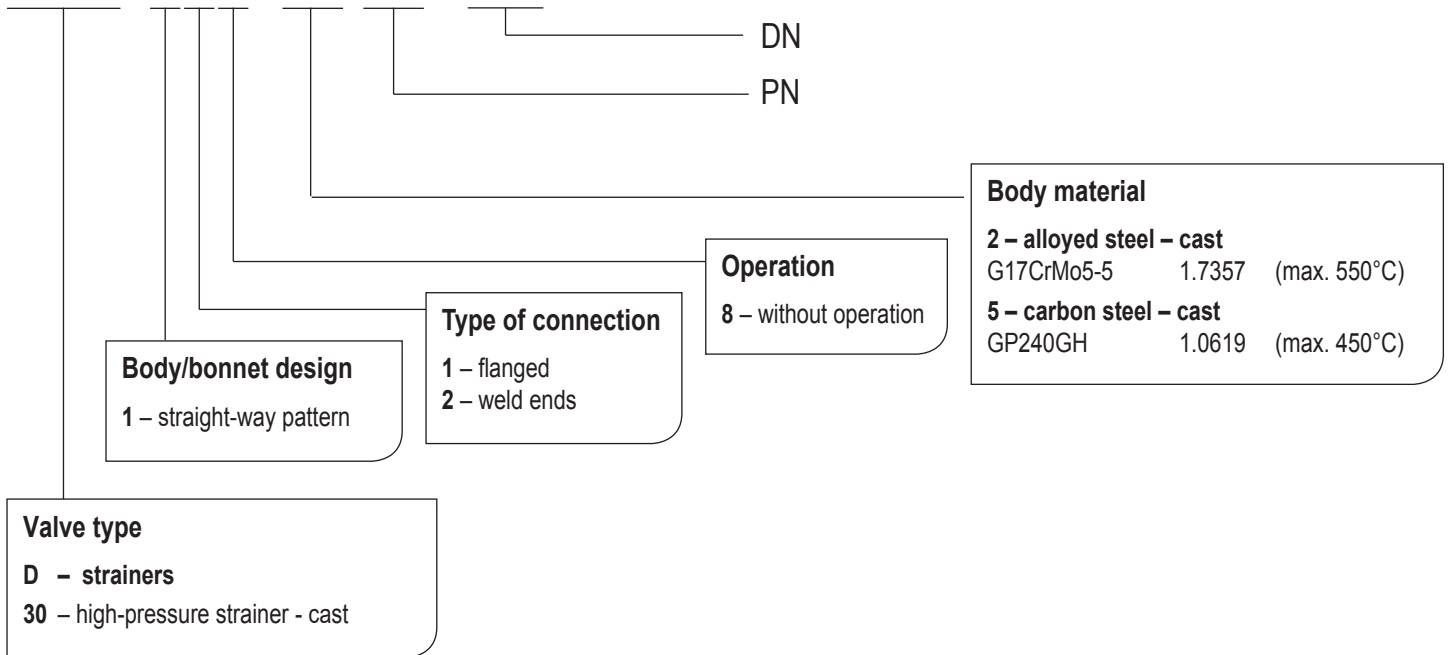 DN
PN
Body material
2 – alloyed steel – cast
G17CrMo5-5 1.7357 (max. 550°C)
5 – carbon steel – cast
GP240GH 1.0619 (max. 450°C)
Operation
8 – without operation
Type of connection
1 – flanged
2 – weld ends
Body/bonnet design
1 – straight-way pattern
Valve type
D – strainers
30 – high-pressure strainer - cast